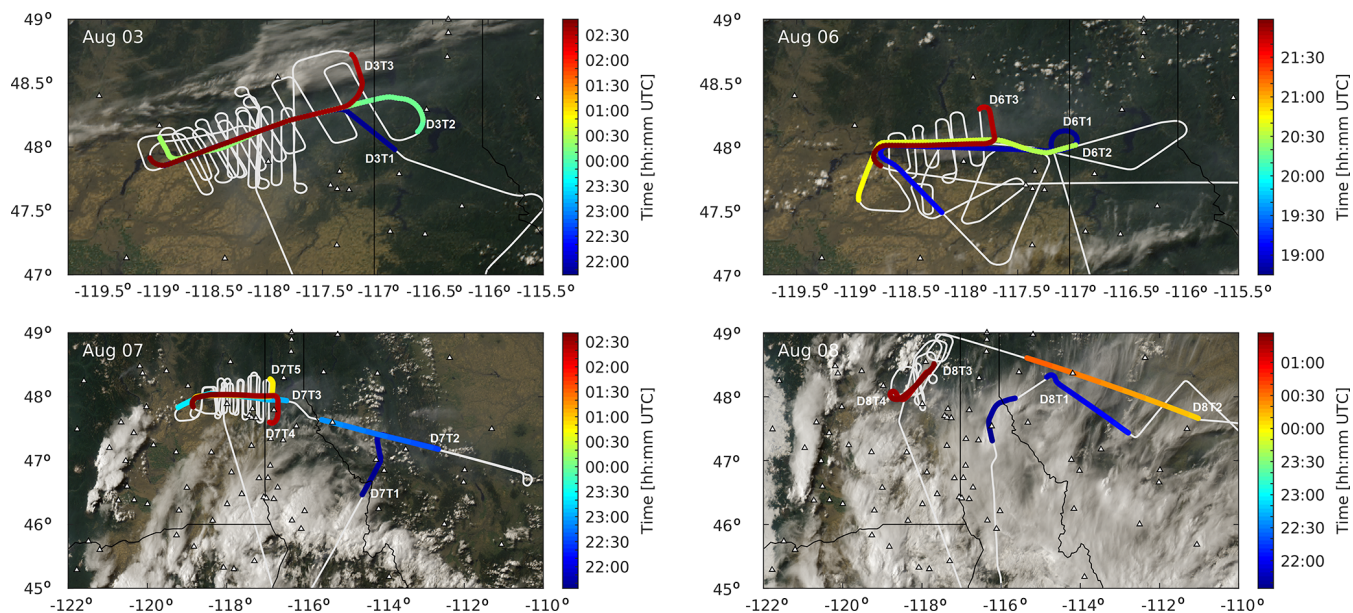 49°
48.5°
48°
47.5°
47°
-119.5° -119° -118.5° -118° -117.5° -117° -116.5° -116° -115.5°
Aug 03
D3T3
D3T2
D3T1
02:30
02:00
01:30
01:00
00:30
00:00
23:30
23:00
22:30
22:00
Time [hh:mm UTC]
49°
48.5°
48°
47.5°
47°
-119.5° -119° -118.5° -118° -117.5° -117° -116.5° -116° -115.5°
Aug 06
D6T3
D6T1
D6T2
21:30
21:00
20:30
20:00
19:30
19:00
Time [hh:mm UTC]
49°
48°
47°
46°
45°
-122° -120° -118° -116° -114° -112° -110°
Aug 07
D7T5
D7T3
D7T4
D7T2
D7T1
02:30
02:00
01:30
01:00
00:30
00:00
23:30
23:00
22:30
22:00
Time [hh:mm UTC]
49°
48°
47°
46°
45°
-122° -120° -118° -116° -114° -112° -110°
Aug 08
D8T3
D8T4
D8T1
D8T2
01:00
00:30
00:00
23:30
23:00
22:30
22:00
Time [hh:mm UTC]